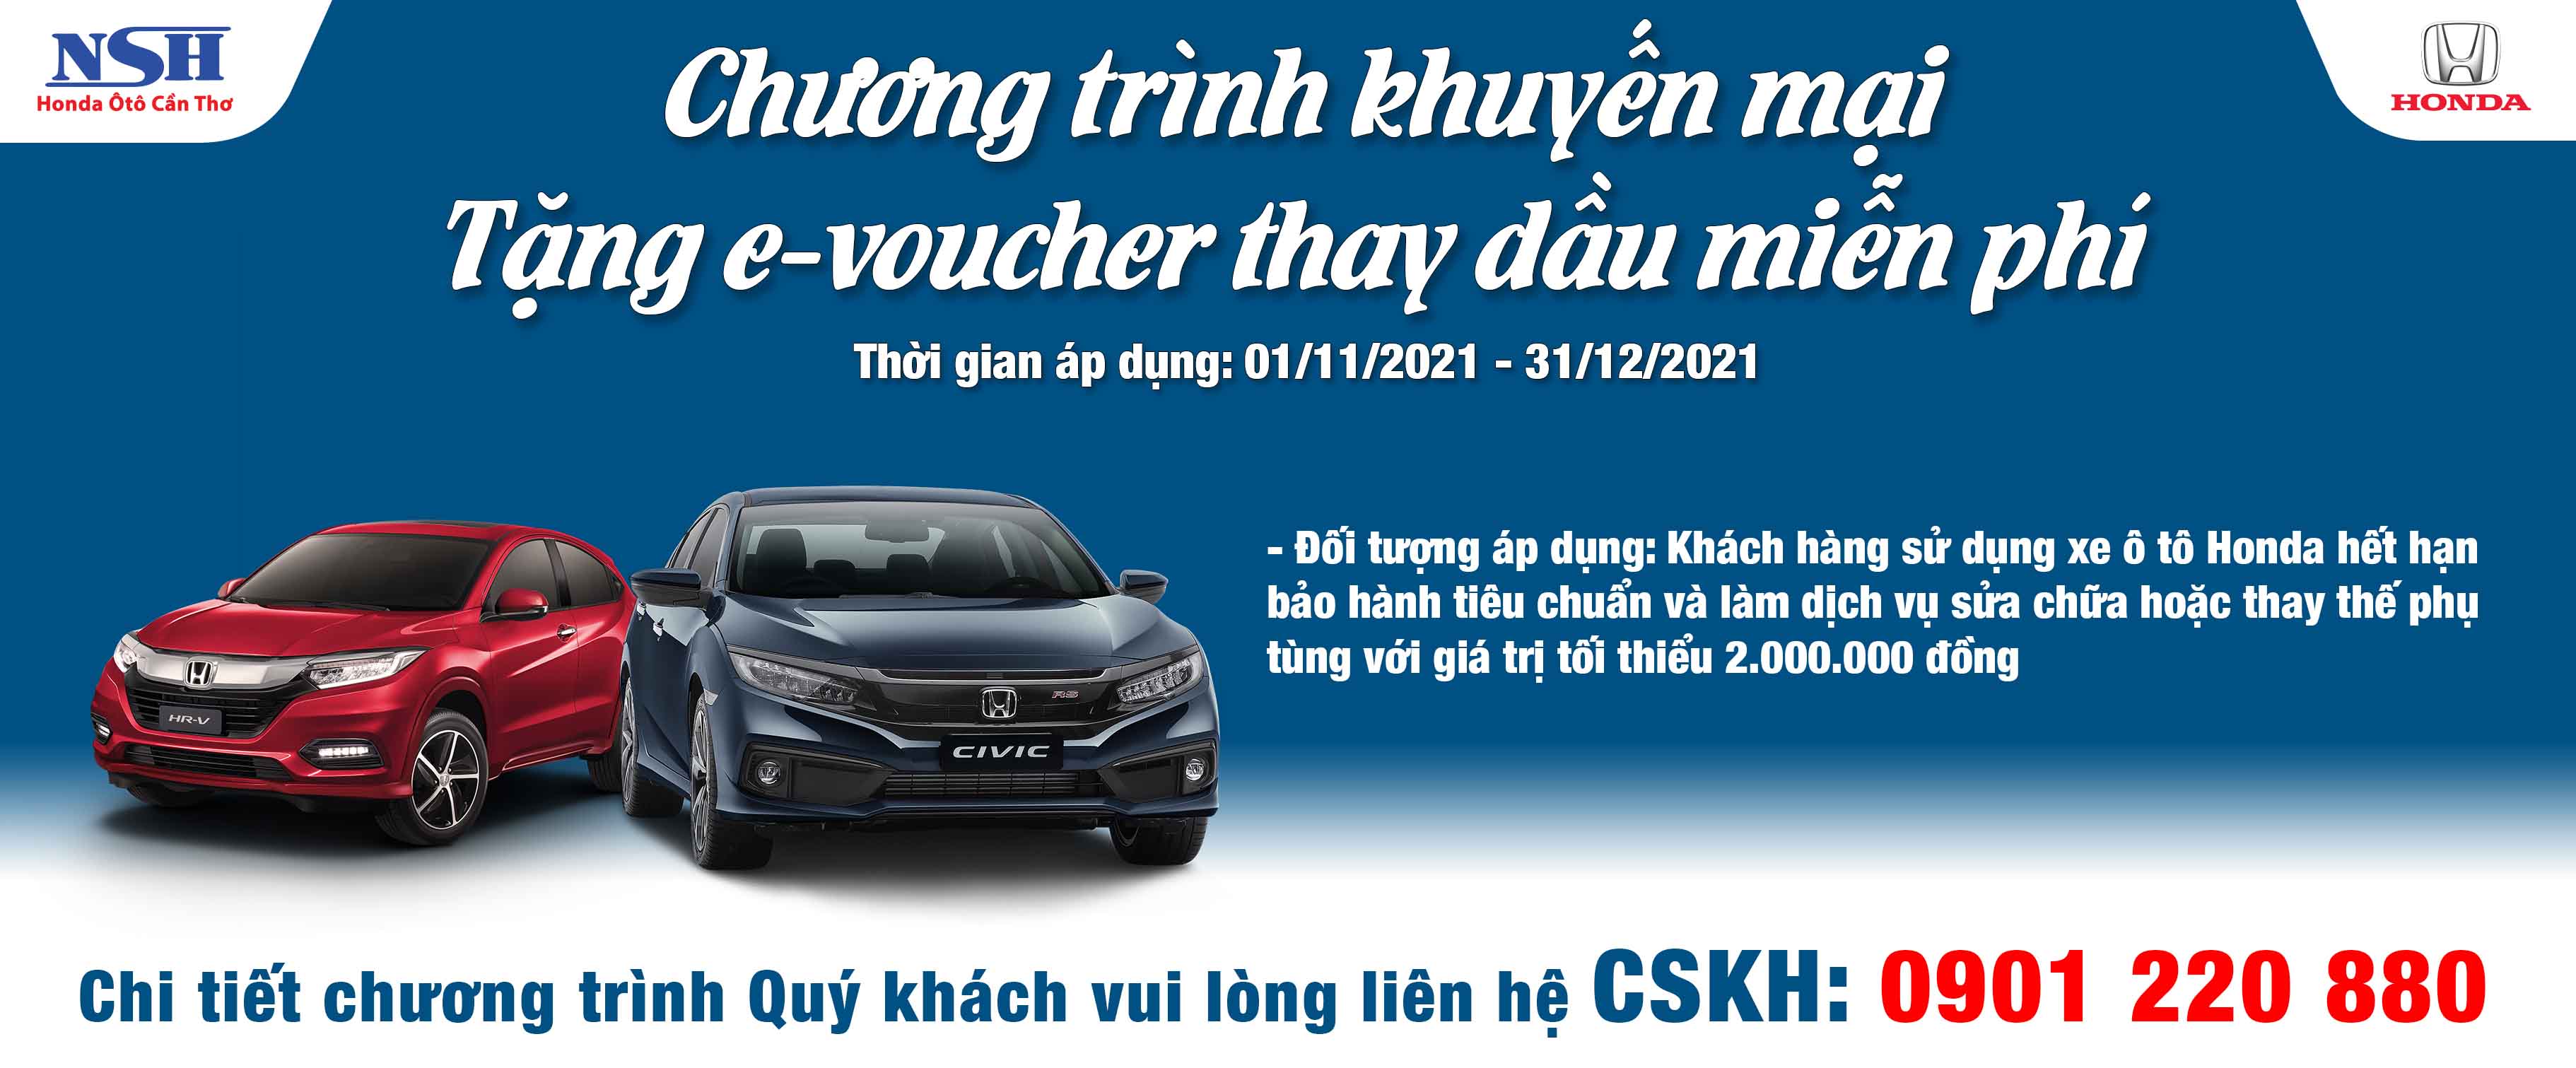 NSH
Honda Ôtô Cần Thơ
HONDA
Chương trình khuyến mại
Tặng e-voucher thay dầu miễn phí
Thời gian áp dụng: 01/11/2021 - 31/12/2021
- Đối tượng áp dụng: Khách hàng sử dụng xe ô tô Honda hết hạn
bảo hành tiêu chuẩn và làm dịch vụ sửa chữa hoặc thay thế phụ
tùng với giá trị tối thiểu 2.000.000 đồng
HR-V
RS
CIVIC
Chi tiết chương trình Quý khách vui lòng liên hệ CSKH: 0901 220 880